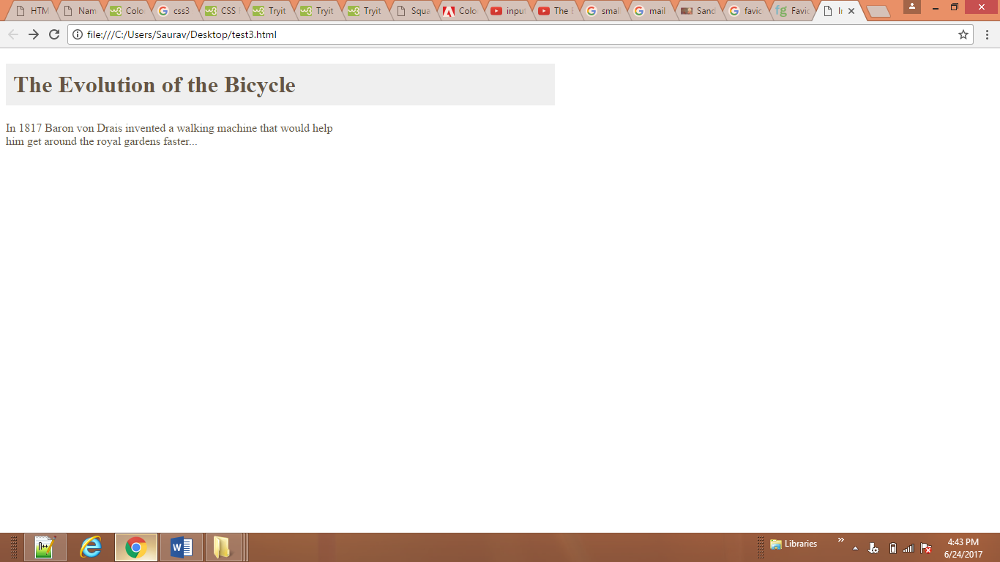 HTM Nam Colo css3 CSS Tryit Tryit Tryit Squa Colo inpu The smal mail Sand favic Favic
file:///C:/Users/Saurav/Desktop/test3.html
The Evolution of the Bicycle
In 1817 Baron von Drais invented a walking machine that would help
him get around the royal gardens faster...
Libraries
4:43 PM
6/24/2017